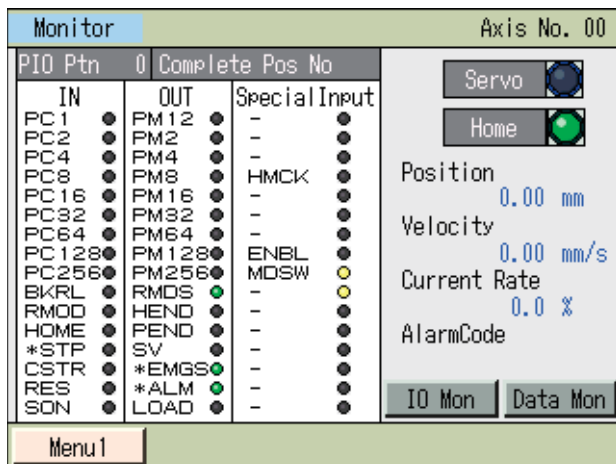 Monitor Axis No. 00
PIO Ptn 0 Complete Pos No
IN OUT Special Input
PC1 PM12 -
PC2 PM2 -
PC4 PM4 -
PC8 PM8 HMCK
PC16 PM16 -
PC32 PM32 -
PC64 PM64 -
PC128 PM128 ENBL
PC256 PM256 MDSW
BKRL RMDS -
RMOD HEND -
HOME PEND -
*STP SV -
CSTR *EMGS -
RES *ALM -
SON LOAD -
Servo
Home
Position
0.00 mm
Velocity
0.00 mm/s
Current Rate
0.0 %
AlarmCode
IO Mon Data Mon
Menu1